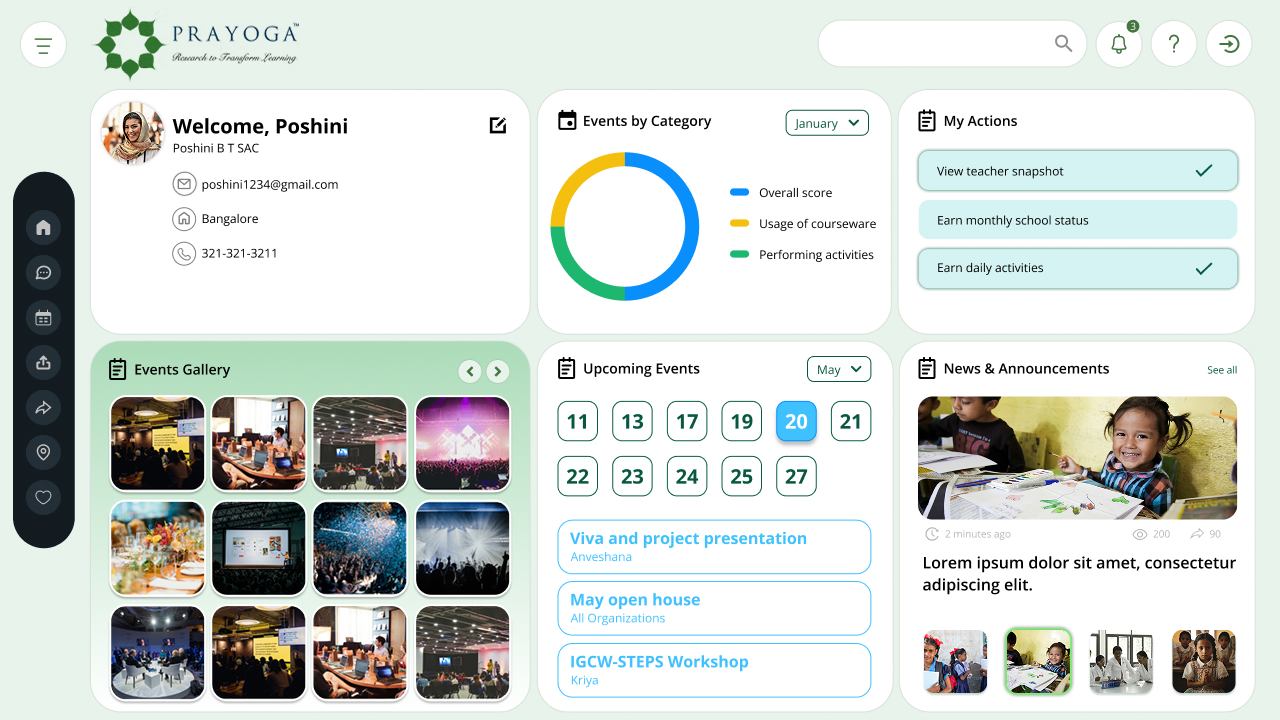 PRAYOGA™
Research to Transform Learning
3
?
Welcome, Poshini
Poshini B T SAC
poshini1234@gmail.com
Bangalore
321-321-3211
Events by Category
January
Overall score
Usage of courseware
Performing activities
My Actions
View teacher snapshot
Earn monthly school status
Earn daily activities
Events Gallery
Upcoming Events
May
11 13 17 19 20 21
22 23 24 25 27
Viva and project presentation
Anveshana
May open house
All Organizations
IGCW-STEPS Workshop
Kriya
News & Announcements
See all
2 minutes ago
200
90
Lorem ipsum dolor sit amet, consectetur
adipiscing elit.